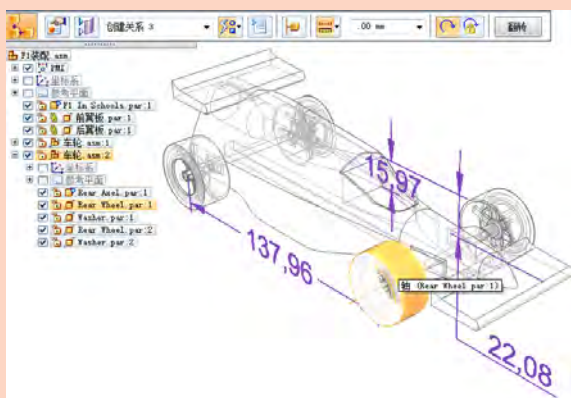 创建关系 3
.00 mm
翻转
F1装配.asm
PMI
坐标系
参考平面
F1 In Schools.par:1
前翼板.par:1
后翼板.par:1
车轮.asm:1
车轮.asm:2
坐标系
参考平面
Rear Axel.par:1
Rear Wheel.par:1
Washer.par:1
Rear Wheel.par:2
Washer.par:2
15,97
137,96
轴 (Rear Wheel.par:1)
22,08